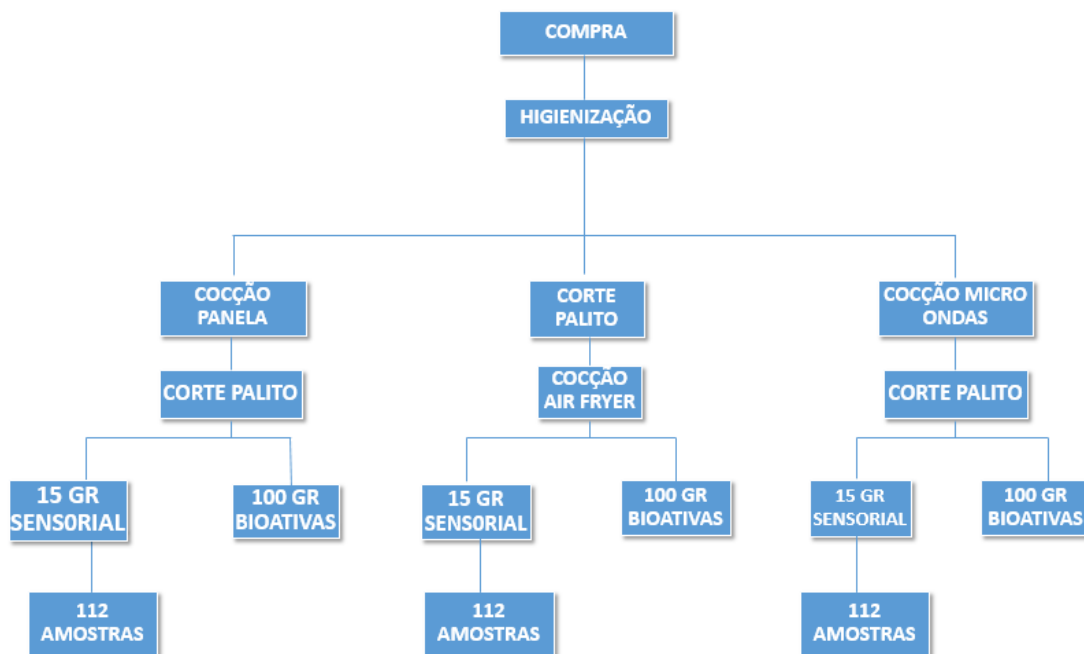 COMPRA
HIGIENIZAÇÃO
COCÇÃO
PANELA
CORTE
PALITO
COCÇÃO MICRO
ONDAS
CORTE PALITO
COCÇÃO
AIR FRYER
CORTE PALITO
15 GR
SENS0RIAL
100 GR
BIOATIVAS
15 GR
SENS0RIAL
100 GR
BIOATIVAS
15 GR
SENSORIAL
100 GR
BIOATIVAS
112
AMOSTRAS
112
AMOSTRAS
112
AMOSTRAS